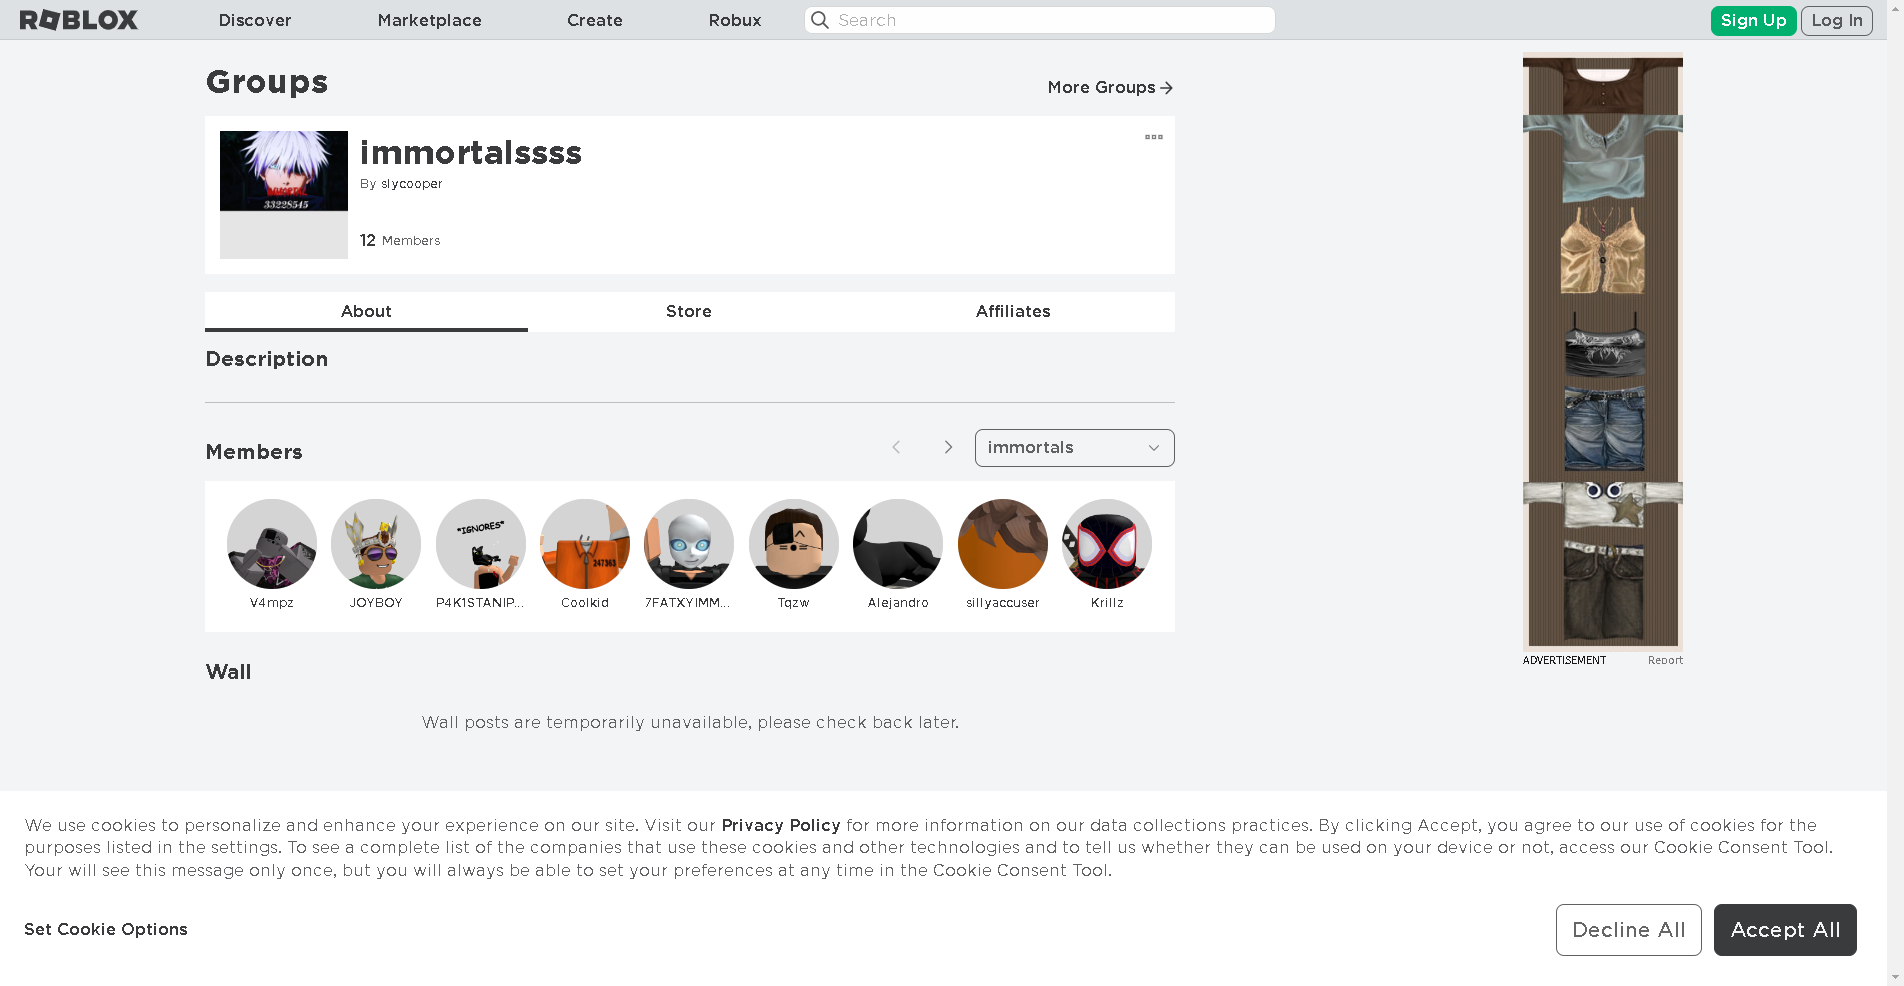 ROBLOX Discover Marketplace Create Robux Search Sign Up Log In
Groups
More Groups
immortalssss
By slycooper
33228545
12 Members
About Store Affiliates
Description
Members
immortals
*IGNORES*
247363
V4mpz JOYBOY P4K1STANIP... Coolkid 7FATXYIMM... Tqzw Alejandro sillyaccuser Krillz
Wall
Wall posts are temporarily unavailable, please check back later.
ADVERTISEMENT Report
We use cookies to personalize and enhance your experience on our site. Visit our Privacy Policy for more information on our data collections practices. By clicking Accept, you agree to our use of cookies for the
purposes listed in the settings. To see a complete list of the companies that use these cookies and other technologies and to tell us whether they can be used on your device or not, access our Cookie Consent Tool.
Your will see this message only once, but you will always be able to set your preferences at any time in the Cookie Consent Tool.
Set Cookie Options
Decline All Accept All